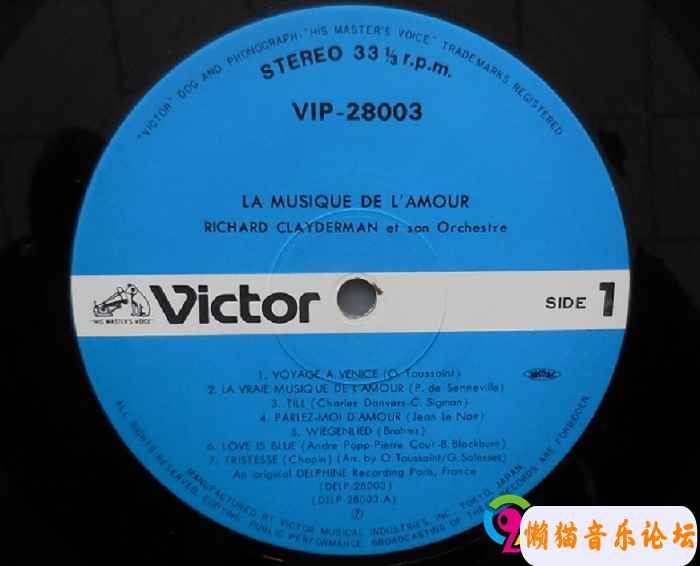 "VICTOR" DOG AND PHONOGRAPH-"HIS MASTER'S VOICE" TRADEMARKS REGISTERED
STEREO 33 ⅓ r.p.m.
VIP-28003
LA MUSIQUE DE L'AMOUR
RICHARD CLAYDERMAN et son Orchestre
"HIS MASTER'S VOICE"
Victor
SIDE 1
1. VOYAGE A VENICE (O. Toussaint)
2. LA VRAIE MUSIQUE DE L'AMOUR (P. de Senneville)
3. TILL (Charles Danvers-C. Sigman)
4. PARLEZ-MOI D'AMOUR (Jean Le Noir)
5. WIEGENLIED (Brahms)
6. LOVE IS BLUE (Andre Popp-Pierre Cour-B. Blackburn)
7. TRISTESSE (Chopin) (Arr. by O. Toussaint/G. Salesses)
An original DELPHINE Recording Paris, France
(DELP-28003)
(DELP-28003.A)
ALL RIGHTS RESERVED. COPYING, PUBLIC PERFORMANCE, BROADCASTING OF THE RECORDS ARE FORBIDDEN.
MANUFACTURED BY VICTOR MUSICAL INDUSTRIES, INC. TOKYO, JAPAN
懒猫音乐论坛